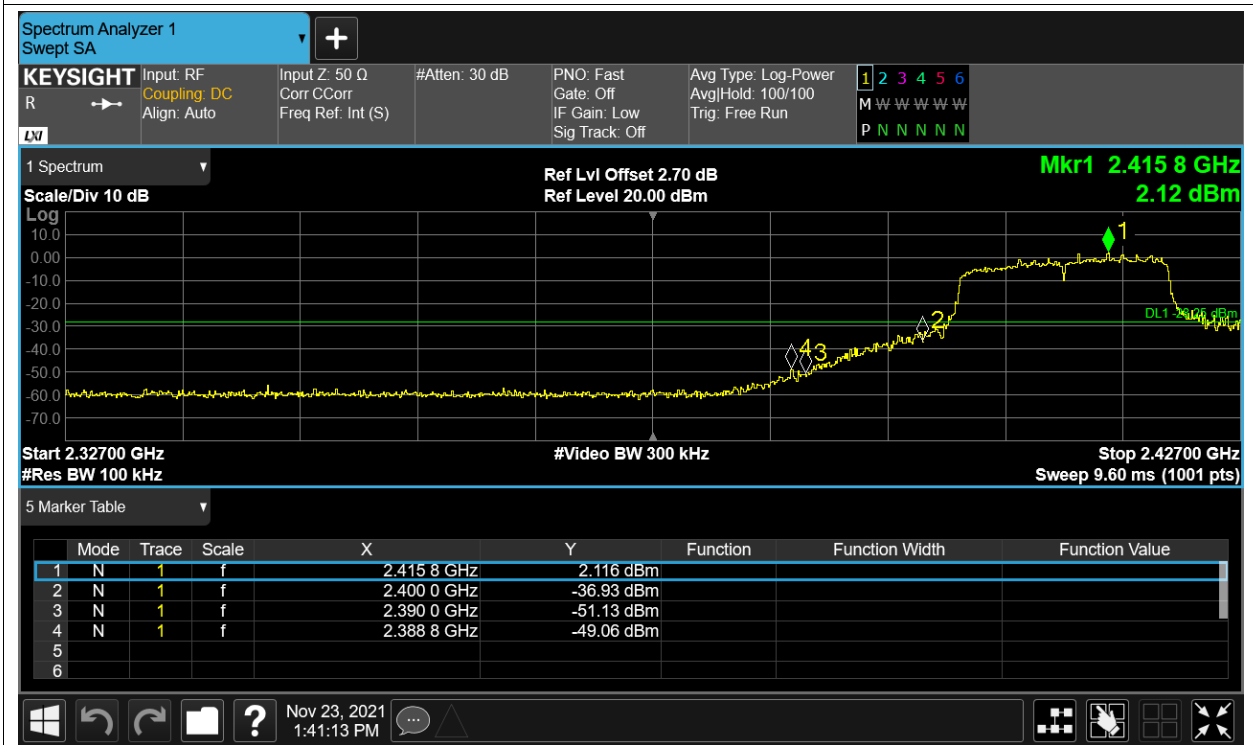 Spectrum Analyzer 1
Swept SA
KEYSIGHT Input: RF Input Z: 50 Ω #Atten: 30 dB PNO: Fast Avg Type: Log-Power 1 2 3 4 5 6
R Coupling: DC Corr CCorr Gate: Off Avg|Hold: 100/100 M W W W W W W
Align: Auto Freq Ref: Int (S) IF Gain: Low Trig: Free Run
LXI Sig Track: Off P N N N N N N
1 Spectrum Ref Lvl Offset 2.70 dB Mkr1 2.415 8 GHz
Scale/Div 10 dB Ref Level 20.00 dBm 2.12 dBm
Log
10.0
0.00
-10.0
-20.0
-30.0
-40.0
-50.0
-60.0
-70.0
1
2
4 3
Start 2.32700 GHz #Video BW 300 kHz Stop 2.42700 GHz
#Res BW 100 kHz Sweep 9.60 ms (1001 pts)
5 Marker Table
Mode Trace Scale X Y Function Function Width Function Value
1 N 1 f 2.415 8 GHz 2.116 dBm
2 N 1 f 2.400 0 GHz -36.93 dBm
3 N 1 f 2.390 0 GHz -51.13 dBm
4 N 1 f 2.388 8 GHz -49.06 dBm
5
6
? Nov 23, 2021
1:41:13 PM